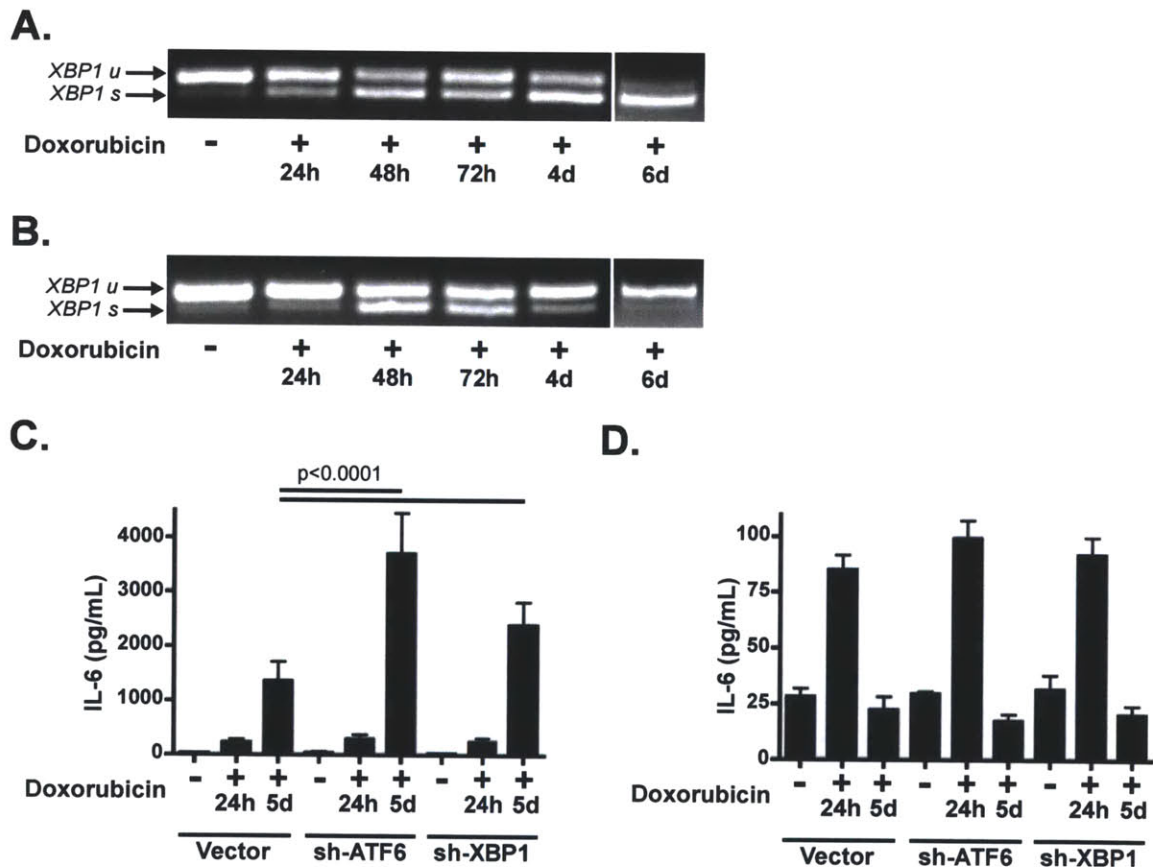 A.
XBP1 u
XBP1 s
Doxorubicin - + + + + +
24h 48h 72h 4d 6d
B.
XBP1 u
XBP1 s
Doxorubicin - + + + + +
24h 48h 72h 4d 6d
C.
p<0.0001
IL-6 (pg/mL)
4000
3000
2000
1000
0
Doxorubicin - + + - + + - + +
24h 5d 24h 5d 24h 5d
Vector sh-ATF6 sh-XBP1
D.
IL-6 (pg/mL)
100
75
50
25
0
Doxorubicin - + + - + + - + +
24h 5d 24h 5d 24h 5d
Vector sh-ATF6 sh-XBP1